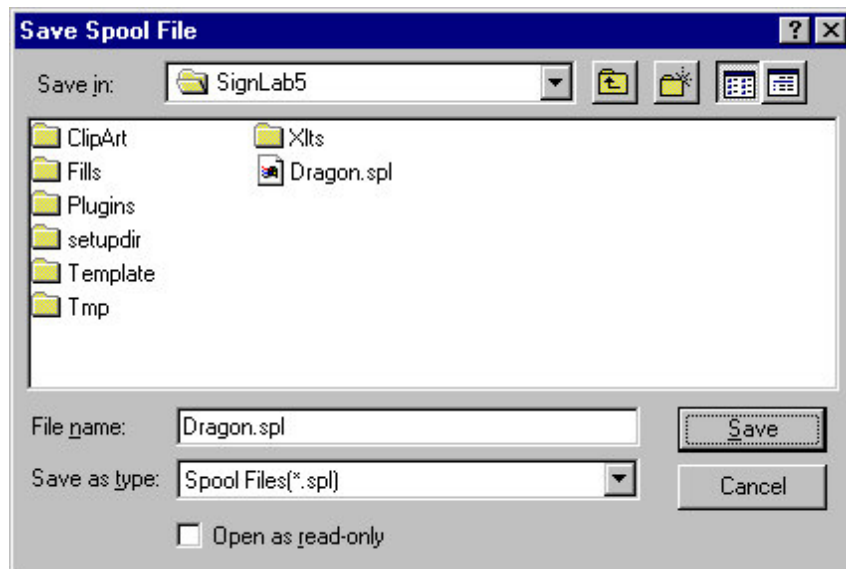 Save Spool File
Save in: SignLab5
ClipArt Xlts
Fills Dragon.spl
Plugins
setupdir
Template
Tmp
File name: Dragon.spl Save
Save as type: Spool Files(*.spl) Cancel
Open as read-only